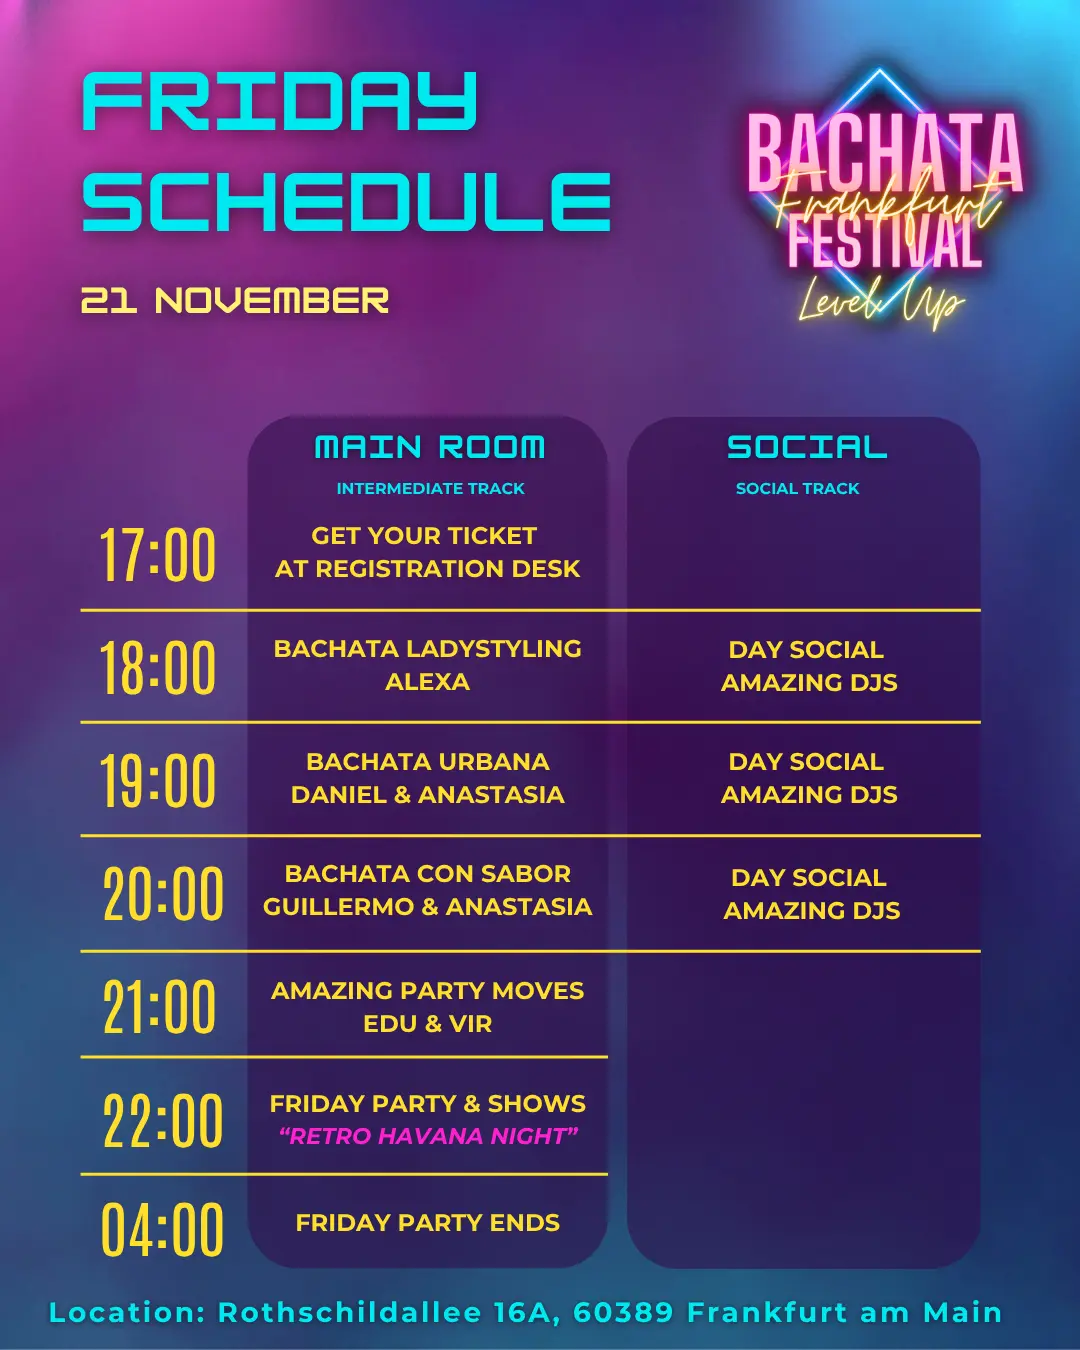 FRIDAY
SCHEDULE
21 NOVEMBER
BACHATA
Frankfurt
FESTIVAL
Level Up
MAIN ROOM
INTERMEDIATE TRACK
SOCIAL
SOCIAL TRACK
17:00
GET YOUR TICKET
AT REGISTRATION DESK
18:00
BACHATA LADYSTYLING
ALEXA
DAY SOCIAL
AMAZING DJS
19:00
BACHATA URBANA
DANIEL & ANASTASIA
DAY SOCIAL
AMAZING DJS
20:00
BACHATA CON SABOR
GUILLERMO & ANASTASIA
DAY SOCIAL
AMAZING DJS
21:00
AMAZING PARTY MOVES
EDU & VIR
22:00
FRIDAY PARTY & SHOWS
“RETRO HAVANA NIGHT”
04:00
FRIDAY PARTY ENDS
Location: Rothschildallee 16A, 60389 Frankfurt am Main